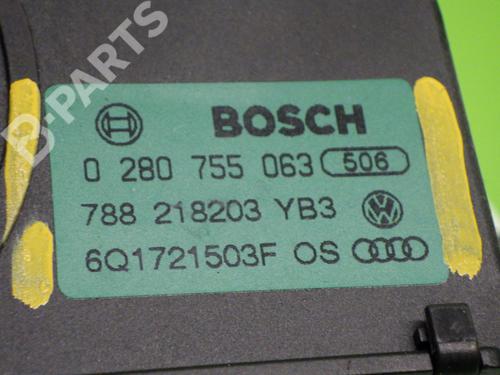 B-PARTS
BOSCH
0 280 755 063 506
788 218203 YB3
6Q1721503F OS